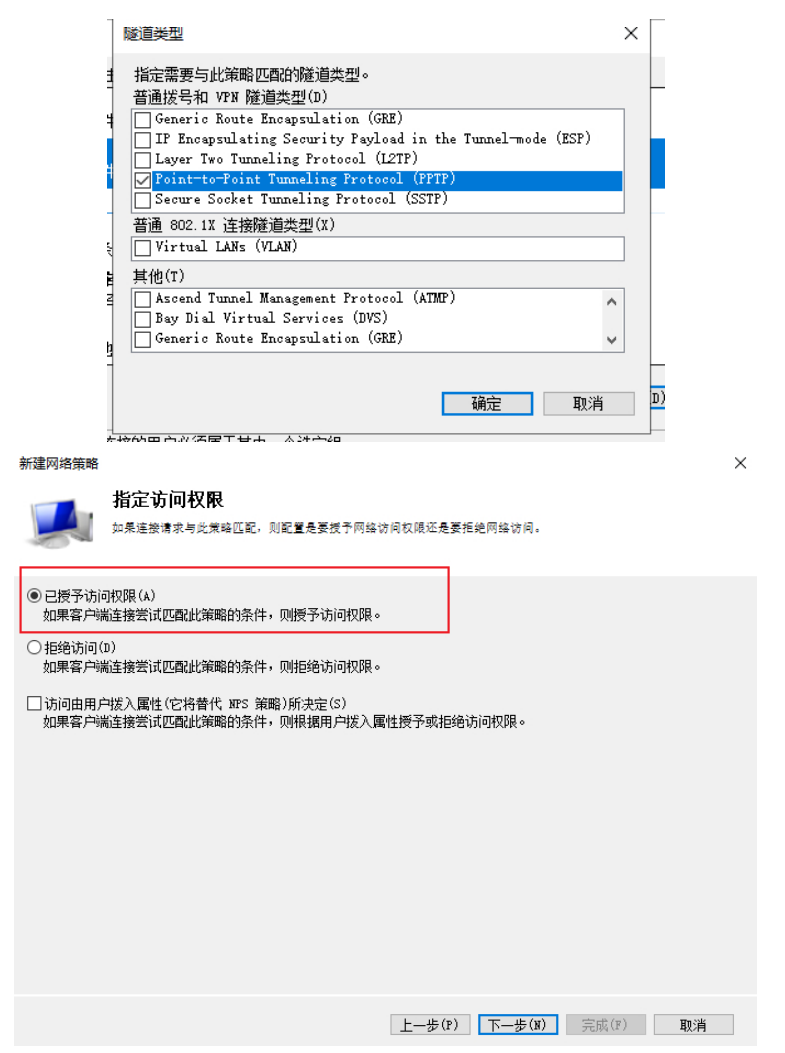 隧道类型
指定需要与此策略匹配的隧道类型。
普通拨号和 VPN 隧道类型(D)
Generic Route Encapsulation (GRE)
IP Encapsulating Security Payload in the Tunnel-mode (ESP)
Layer Two Tunneling Protocol (L2TP)
Point-to-Point Tunneling Protocol (PPTP)
Secure Socket Tunneling Protocol (SSTP)
普通 802.1X 连接隧道类型(X)
Virtual LANs (VLAN)
其他(T)
Ascend Tunnel Management Protocol (ATMP)
Bay Dial Virtual Services (DVS)
Generic Route Encapsulation (GRE)
确定 取消
D)
新建网络策略
指定访问权限
如果连接请求与此策略匹配，则配置是要授予网络访问权限还是要拒绝网络访问。
已授予访问权限(A)
如果客户端连接尝试匹配此策略的条件，则授予访问权限。
拒绝访问(D)
如果客户端连接尝试匹配此策略的条件，则拒绝访问权限。
访问由用户拨入属性(它将替代 NPS 策略)所决定(S)
如果客户端连接尝试匹配此策略的条件，则根据用户拨入属性授予或拒绝访问权限。
上一步(P) 下一步(N) 完成(F) 取消